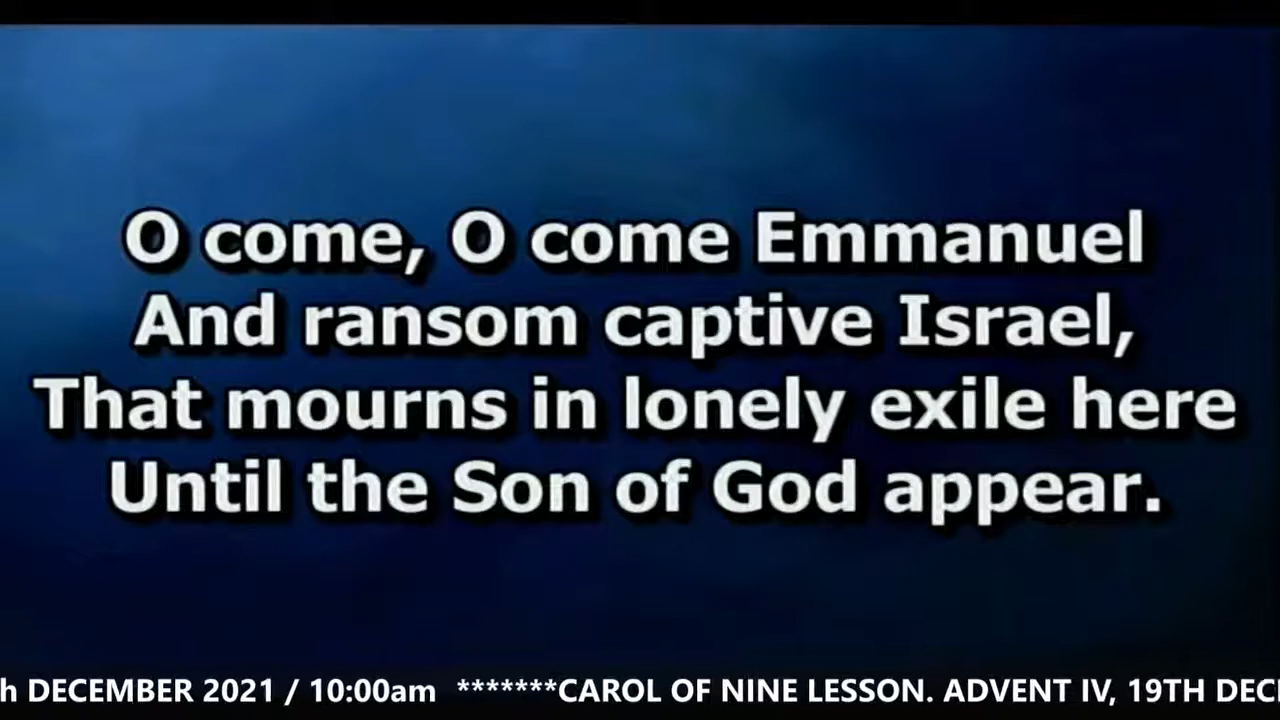 O come, O come Emmanuel
And ransom captive Israel,
That mourns in lonely exile here
Until the Son of God appear.
h DECEMBER 2021 / 10:00am *******CAROL OF NINE LESSON. ADVENT IV, 19TH DEC